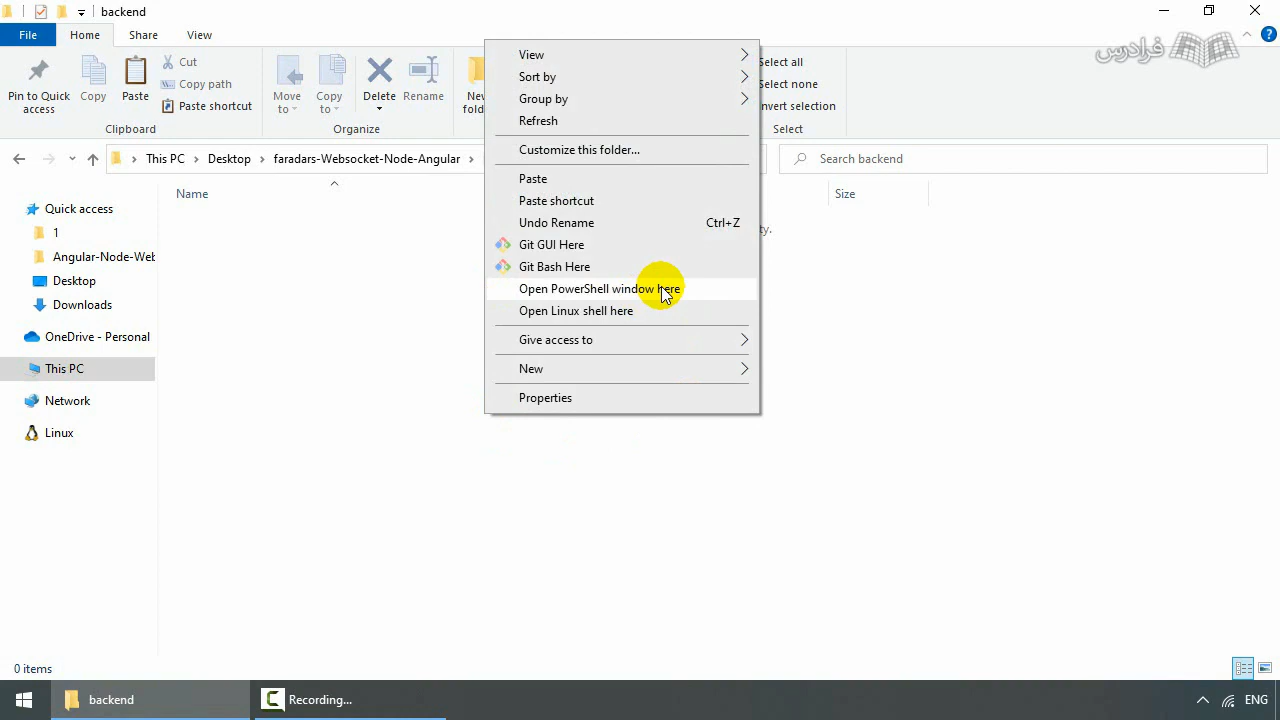 backend
File
Home
Share
View
فرادرس
Pin to Quick access
Copy
Paste
Cut
Copy path
Paste shortcut
Move to
Copy to
Delete
Rename
New
fold
Select all
Select none
Invert selection
Clipboard
Organize
Select
This PC
Desktop
faradars-Websocket-Node-Angular
Search backend
Name
Size
Quick access
1
Angular-Node-Web
Desktop
Downloads
OneDrive - Personal
This PC
Network
Linux
View
Sort by
Group by
Refresh
Customize this folder...
Paste
Paste shortcut
Undo Rename Ctrl+Z
Git GUI Here
Git Bash Here
Open PowerShell window here
Open Linux shell here
Give access to
New
Properties
ty.
0 items
backend
Recording...
ENG